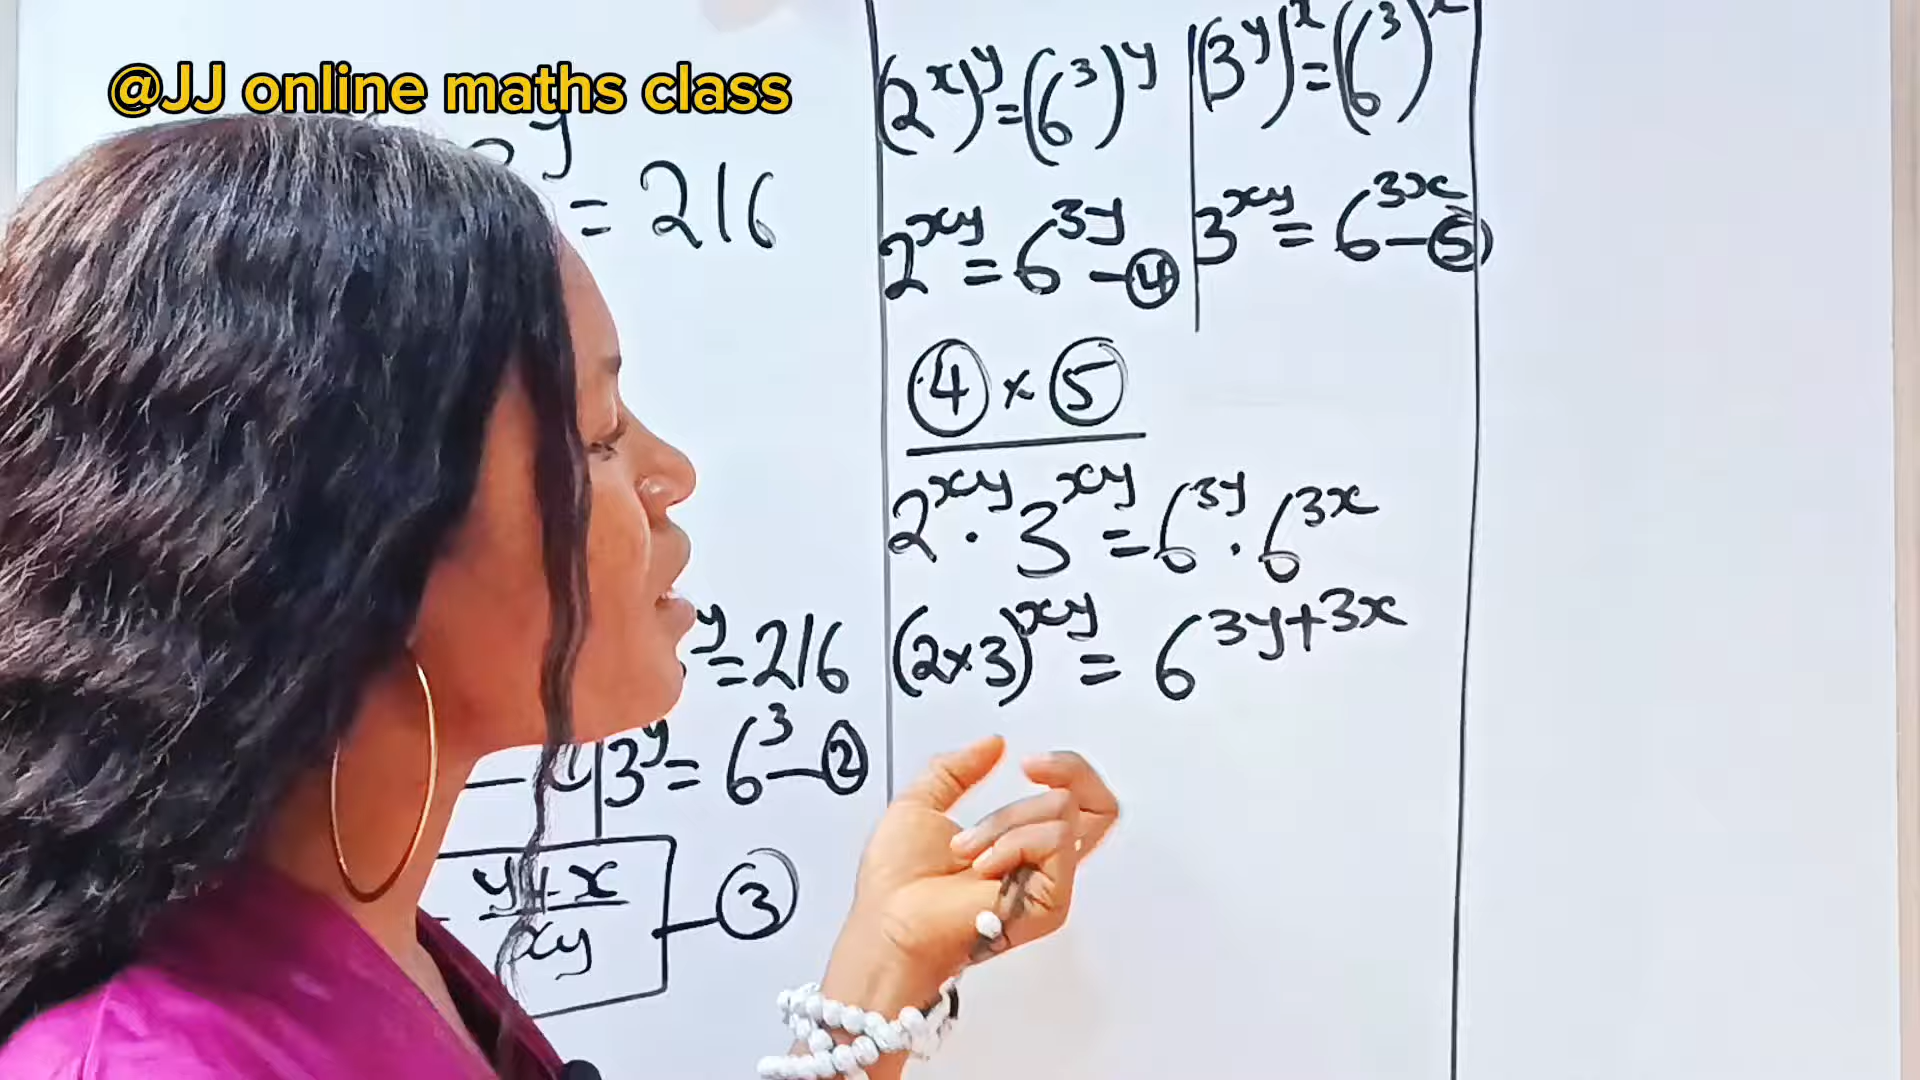 @JJ online maths class
y
= 216
y = 216
3^y = 6^3 — ②
y + x
xy
— ③
(2^x)^y = (6^3)^y
2^xy = 6^3y — ④
(3^y)^x = (6^3)^x
3^xy = 6^3x — ⑤
④ × ⑤
2^xy · 3^xy = 6^3y · 6^3x
(2×3)^xy = 6^3y+3x